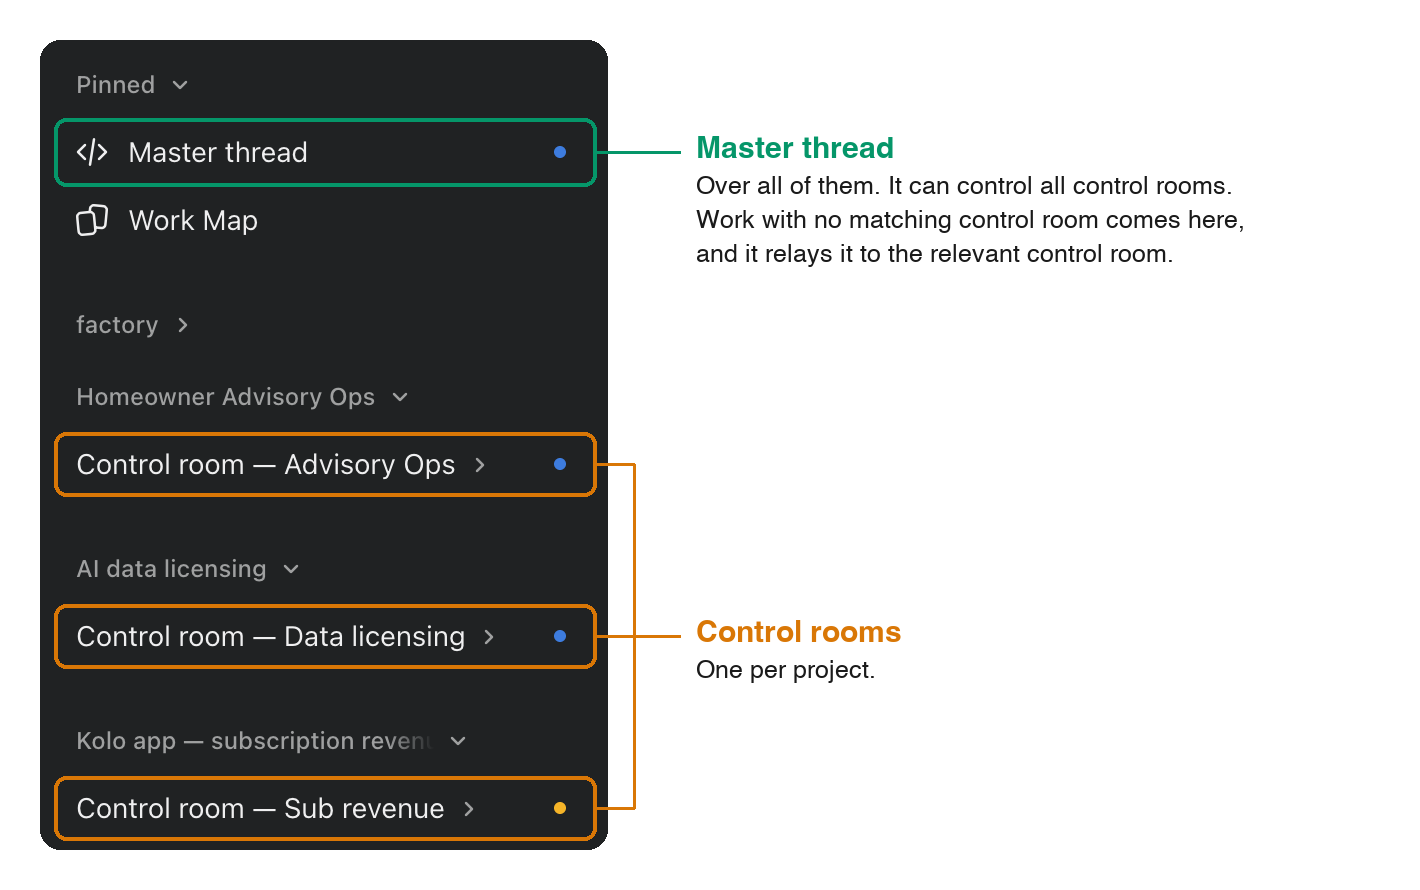 Pinned
Master thread
Work Map
factory
Homeowner Advisory Ops
Control room — Advisory Ops
AI data licensing
Control room — Data licensing
Kolo app — subscription
Control room — Sub revenue
Master thread
Over all of them. It can control all control rooms.
Work with no matching control room comes here,
and it relays it to the relevant control room.
Control rooms
One per project.